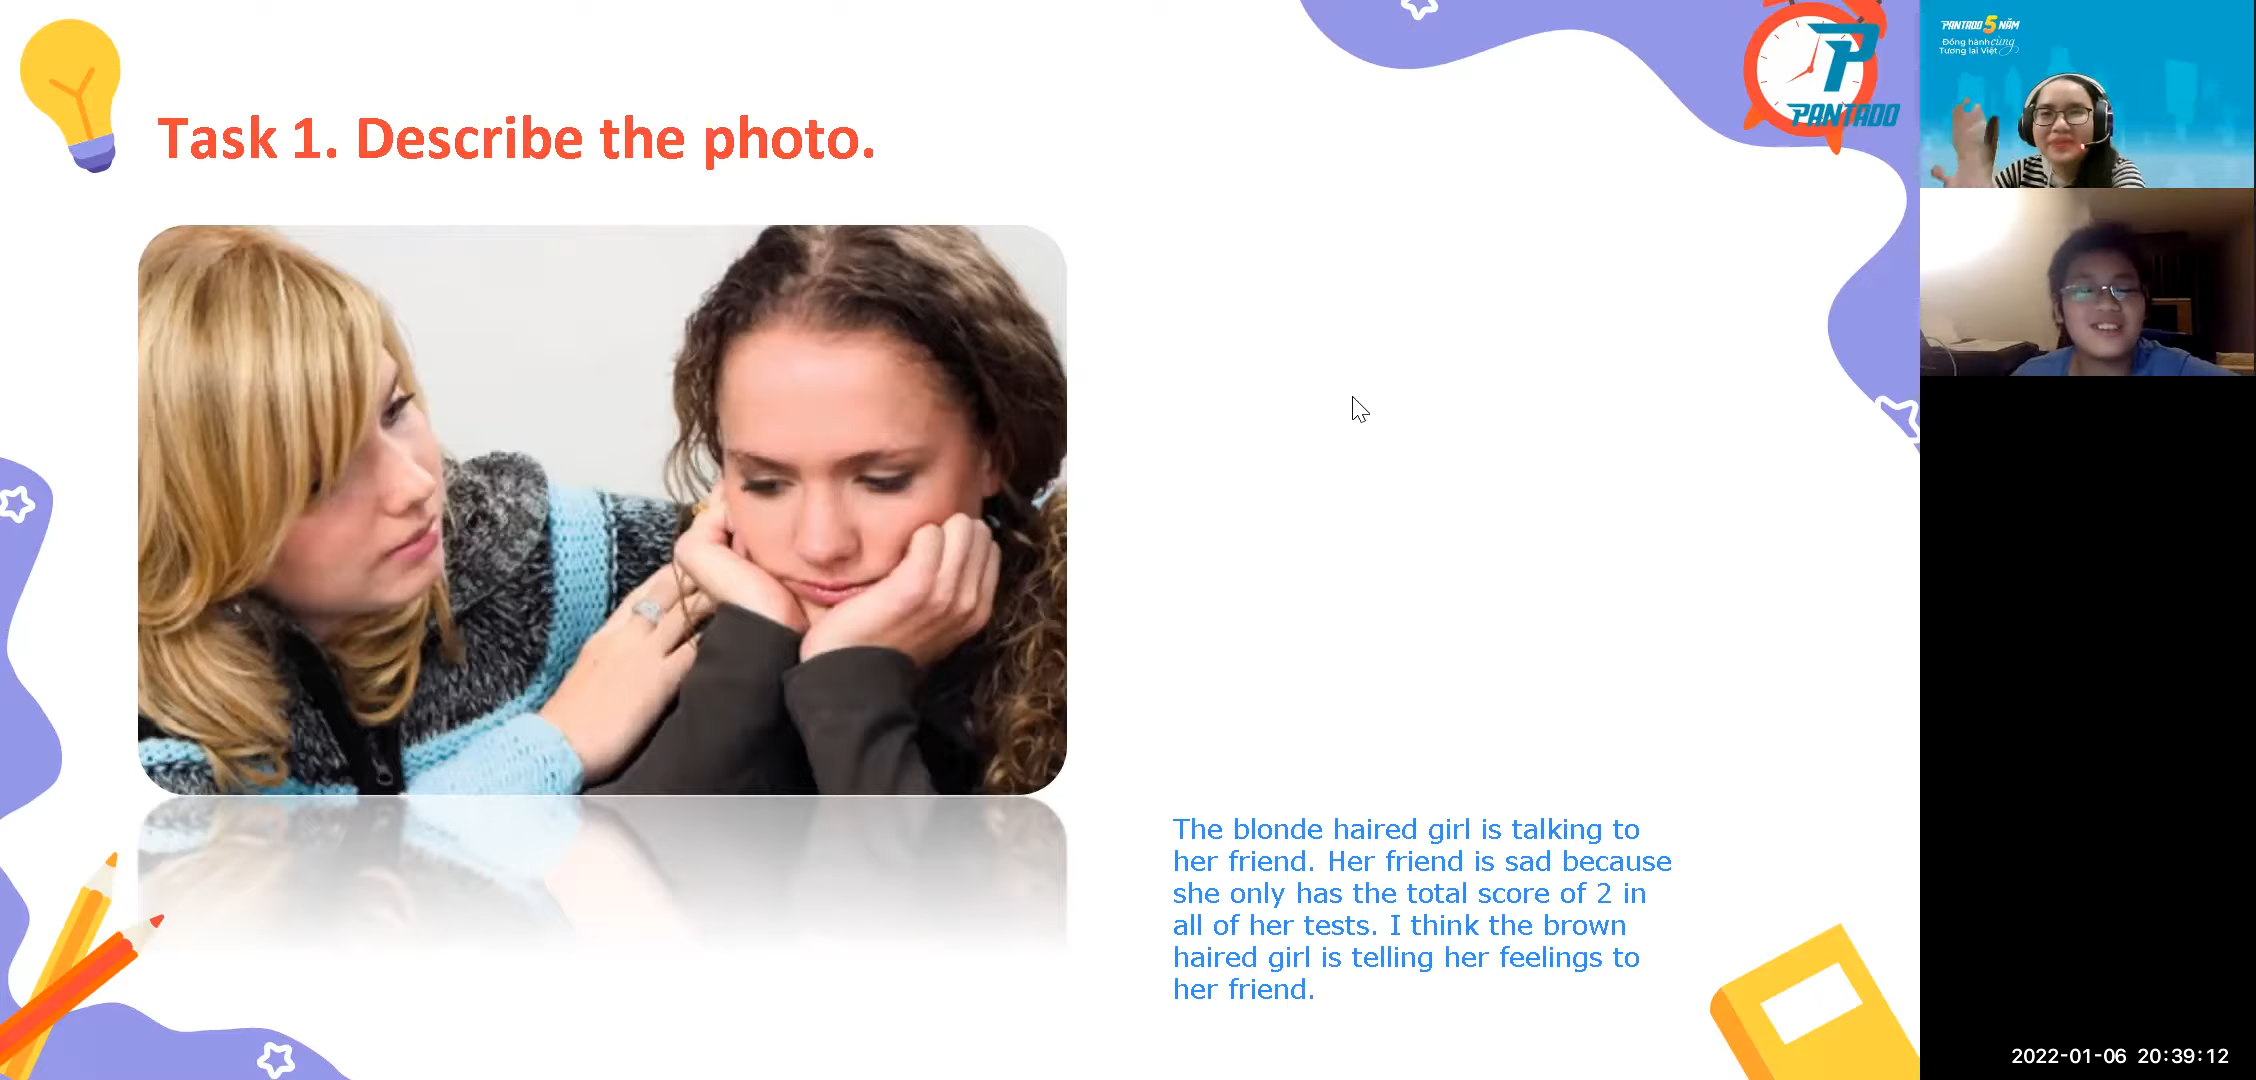 Task 1. Describe the photo.
PANTADO
PANTADO 5 NĂM
Đồng hành cùng
Tương lai Việt
The blonde haired girl is talking to
her friend. Her friend is sad because
she only has the total score of 2 in
all of her tests. I think the brown
haired girl is telling her feelings to
her friend.
2022-01-06 20:39:12